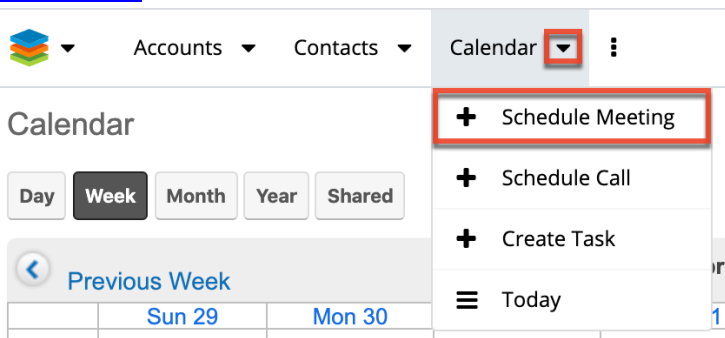 Accounts Contacts Calendar
Calendar
Schedule Meeting
Schedule Call
Create Task
Today
Day Week Month Year Shared
Previous Week
Sun 29 Mon 30